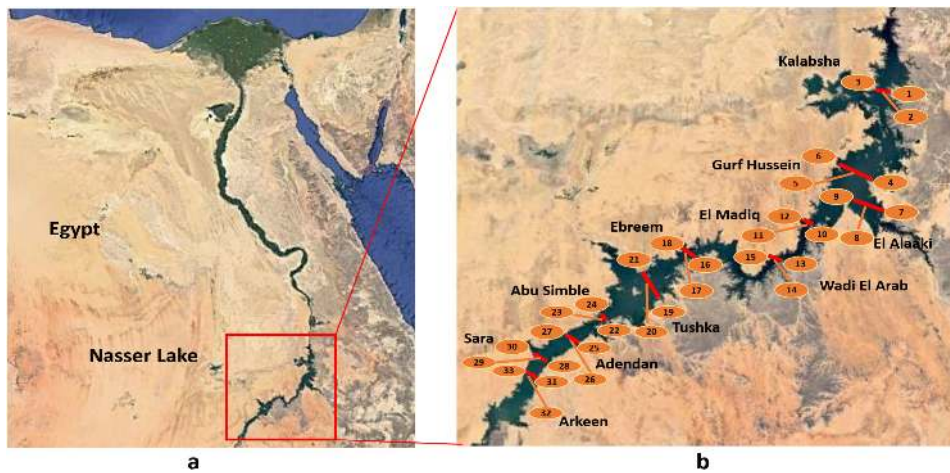 Egypt
Nasser Lake
a
Kalabsha
3
1
2
Gurf Hussein
6
5
4
9
7
8
El Alaaki
El Madiq
12
11
10
Ebreem
18
15
13
14
Wadi El Arab
21
16
17
Abu Simble
24
23
22
19
20
Tushka
Sara
27
30
25
29
28
Adendan
33
31
26
32
Arkeen
b